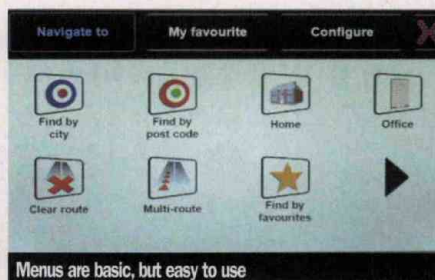 Navigate to
My favourite
Configure
Find by
city
Find by
post code
Home
Office
Clear route
Multi-route
Find by
favourites
Menus are basic, but easy to use